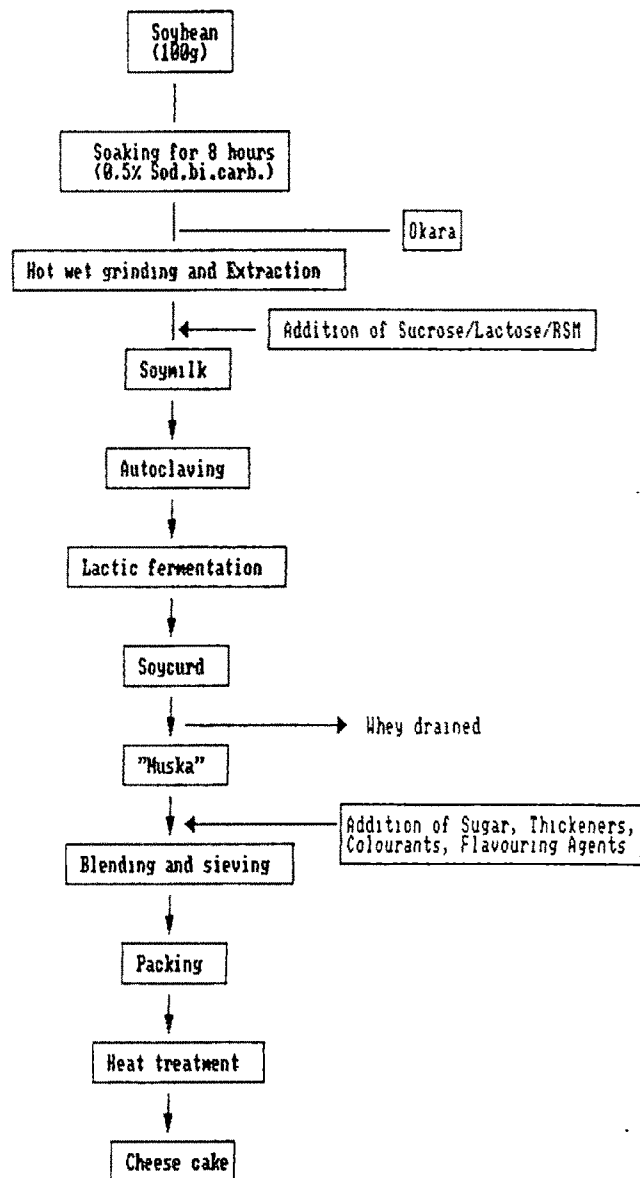 Soybean
(100g)
Soaking for 8 hours
(0.5% Sod.bi.carb.)
Okara
Hot wet grinding and Extraction
Addition of Sucrose/Lactose/RSM
Soymilk
Autoclaving
Lactic fermentation
Soycurd
Whey drained
"Muska"
Addition of Sugar, Thickeners,
Colourants, Flavouring Agents
Blending and sieving
Packing
Heat treatment
Cheese cake